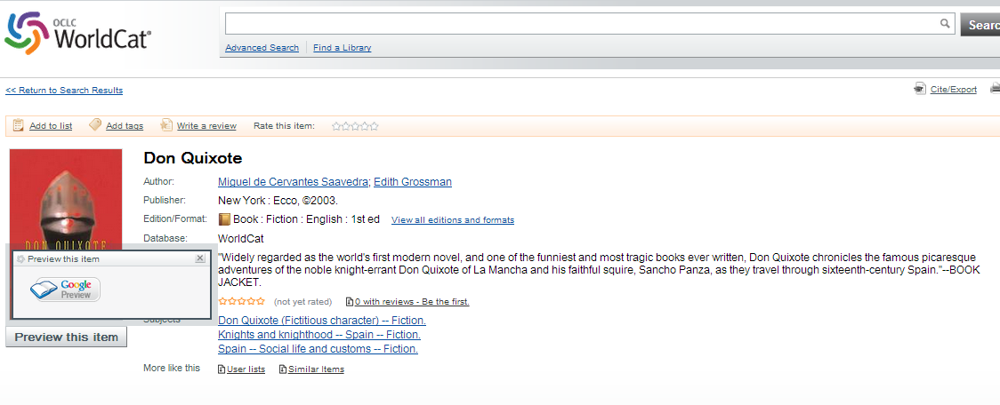 OCLC
WorldCat®
Advanced Search
Find a Library
<< Return to Search Results
Cite/Export
Add to list
Add tags
Write a review
Rate this item:
Don Quixote
Author: Miguel de Cervantes Saavedra; Edith Grossman
Publisher: New York : Ecco, ©2003.
Edition/Format: Book : Fiction : English : 1st ed View all editions and formats
Database: WorldCat
"Widely regarded as the world's first modern novel, and one of the funniest and most tragic books ever written, Don Quixote chronicles the famous picaresque
adventures of the noble knight-errant Don Quixote of La Mancha and his faithful squire, Sancho Panza, as they travel through sixteenth-century Spain."--BOOK
JACKET.
(not yet rated) 0 with reviews - Be the first.
Subjects Don Quixote (Fictitious character) -- Fiction.
Knights and knighthood -- Spain -- Fiction.
Spain -- Social life and customs -- Fiction.
More like this User lists Similar Items
DON QUIXOTE
Preview this item
Google
Preview
Preview this item